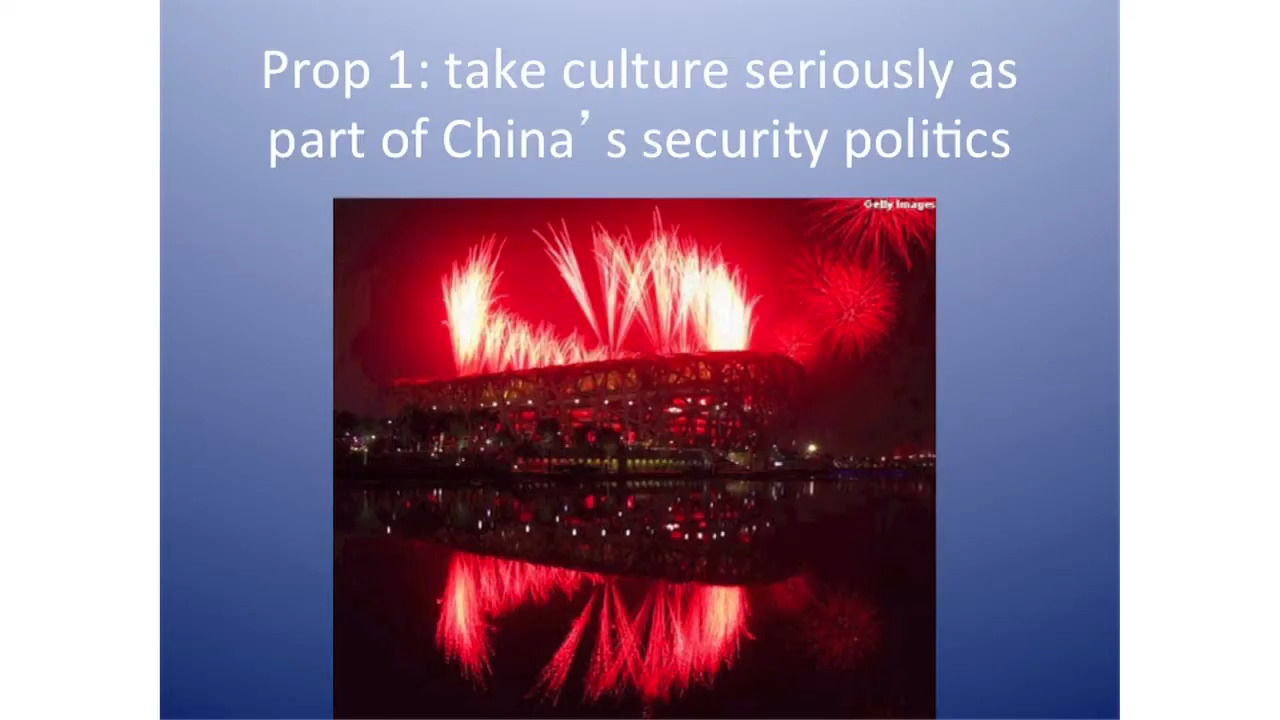 Prop 1: take culture seriously as
part of China’s security politics
Getty Images